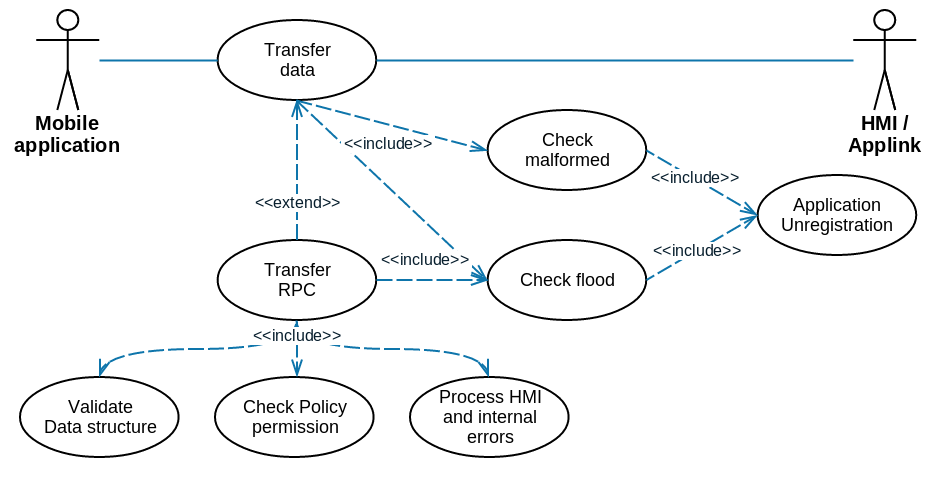 Transfer
data
Mobile
application
HMI /
Applink
<<include>>
Check
malformed
<<include>>
<<extend>>
Application
Unregistration
<<include>>
<<include>>
Transfer
RPC
Check flood
<<include>>
Validate
Data structure
Check Policy
permission
Process HMI
and internal
errors